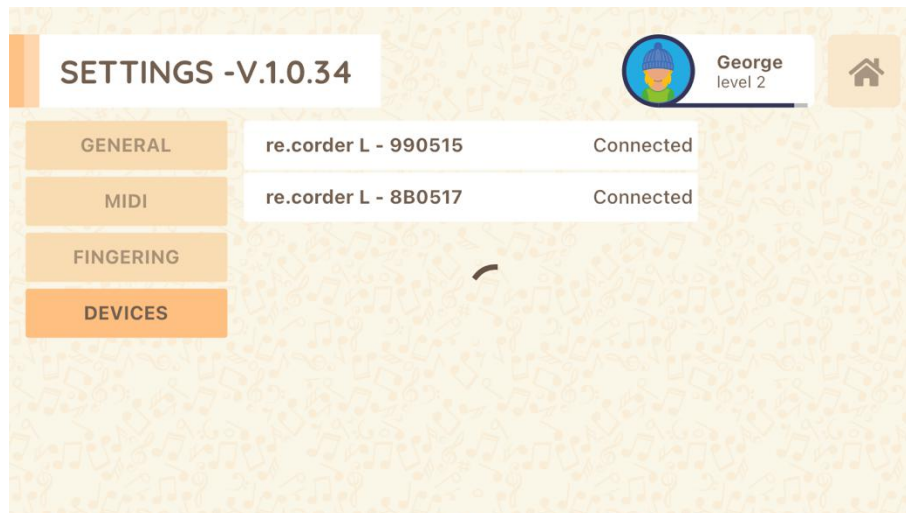 SETTINGS -V.1.0.34
George
level 2
GENERAL
MIDI
FINGERING
DEVICES
re.corder L - 990515 Connected
re.corder L - 8B0517 Connected